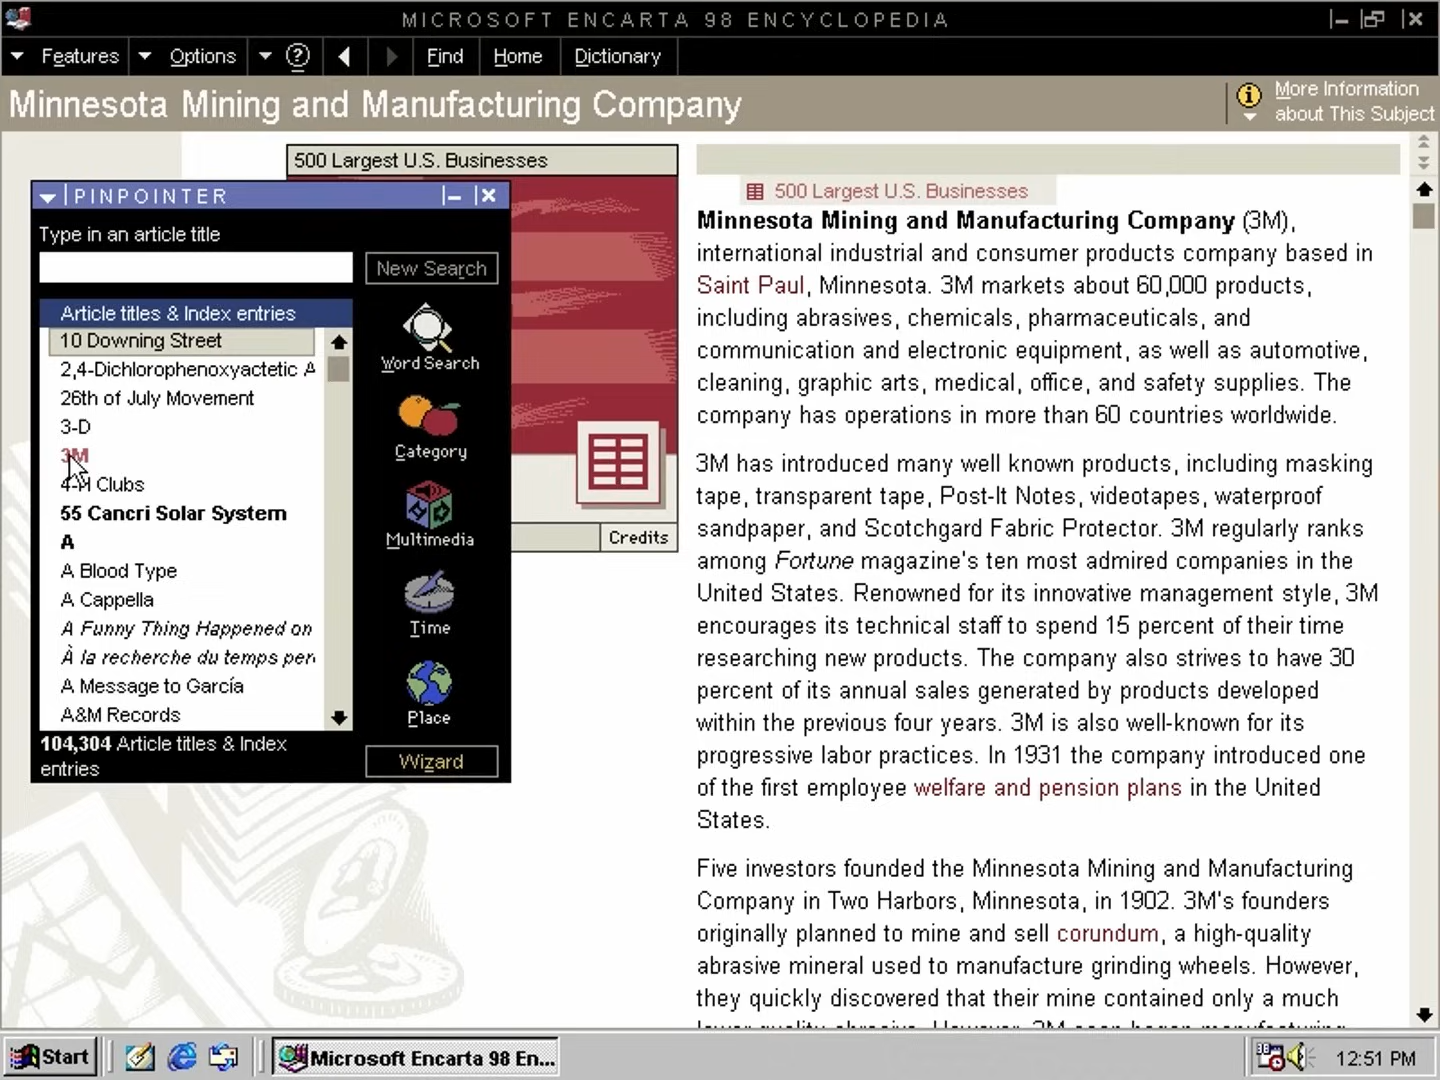 MICROSOFT ENCARTA 98 ENCYCLOPEDIA
Features
Options
Find
Home
Dictionary
Minnesota Mining and Manufacturing Company
More Information
about This Subject
500 Largest U.S. Businesses
PINPOINTER
Type in an article title
New Search
Article titles & Index entries
10 Downing Street
2,4-Dichlorophenoxyactetic A
26th of July Movement
3-D
3M
4-H Clubs
55 Cancri Solar System
A
A Blood Type
A Cappella
A Funny Thing Happened on
À la recherche du temps per
A Message to García
A&M Records
104,304 Article titles & Index
entries
Word Search
Category
Multimedia
Time
Place
Wizard
Credits
500 Largest U.S. Businesses
Minnesota Mining and Manufacturing Company (3M),
international industrial and consumer products company based in
Saint Paul, Minnesota. 3M markets about 60,000 products,
including abrasives, chemicals, pharmaceuticals, and
communication and electronic equipment, as well as automotive,
cleaning, graphic arts, medical, office, and safety supplies. The
company has operations in more than 60 countries worldwide.
3M has introduced many well known products, including masking
tape, transparent tape, Post-It Notes, videotapes, waterproof
sandpaper, and Scotchgard Fabric Protector. 3M regularly ranks
among Fortune magazine's ten most admired companies in the
United States. Renowned for its innovative management style, 3M
encourages its technical staff to spend 15 percent of their time
researching new products. The company also strives to have 30
percent of its annual sales generated by products developed
within the previous four years. 3M is also well-known for its
progressive labor practices. In 1931 the company introduced one
of the first employee welfare and pension plans in the United
States.
Five investors founded the Minnesota Mining and Manufacturing
Company in Two Harbors, Minnesota, in 1902. 3M's founders
originally planned to mine and sell corundum, a high-quality
abrasive mineral used to manufacture grinding wheels. However,
they quickly discovered that their mine contained only a much
Start
Microsoft Encarta 98 En...
12:51 PM